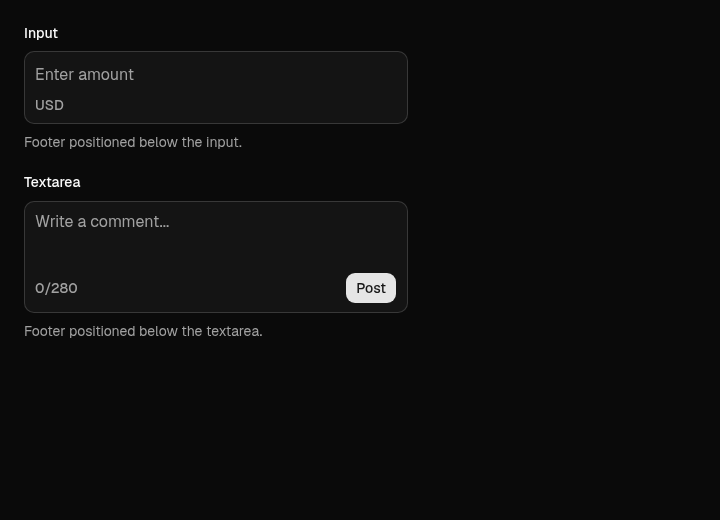 Input
Enter amount
USD
Footer positioned below the input.
Textarea
Write a comment...
0/280
Post
Footer positioned below the textarea.